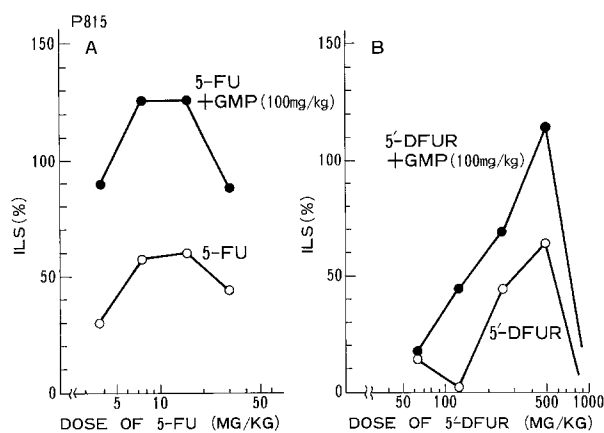 P815
A
150
100
50
0
ILS (%)
5-FU
+GMP (100mg/kg)
5-FU
5 10 50
DOSE OF 5-FU (MG/KG)
B
150
100
50
0
ILS (%)
5'-DFUR
+GMP (100mg/kg)
5'-DFUR
50 100 500 1000
DOSE OF 5'-DFUR (MG/KG)